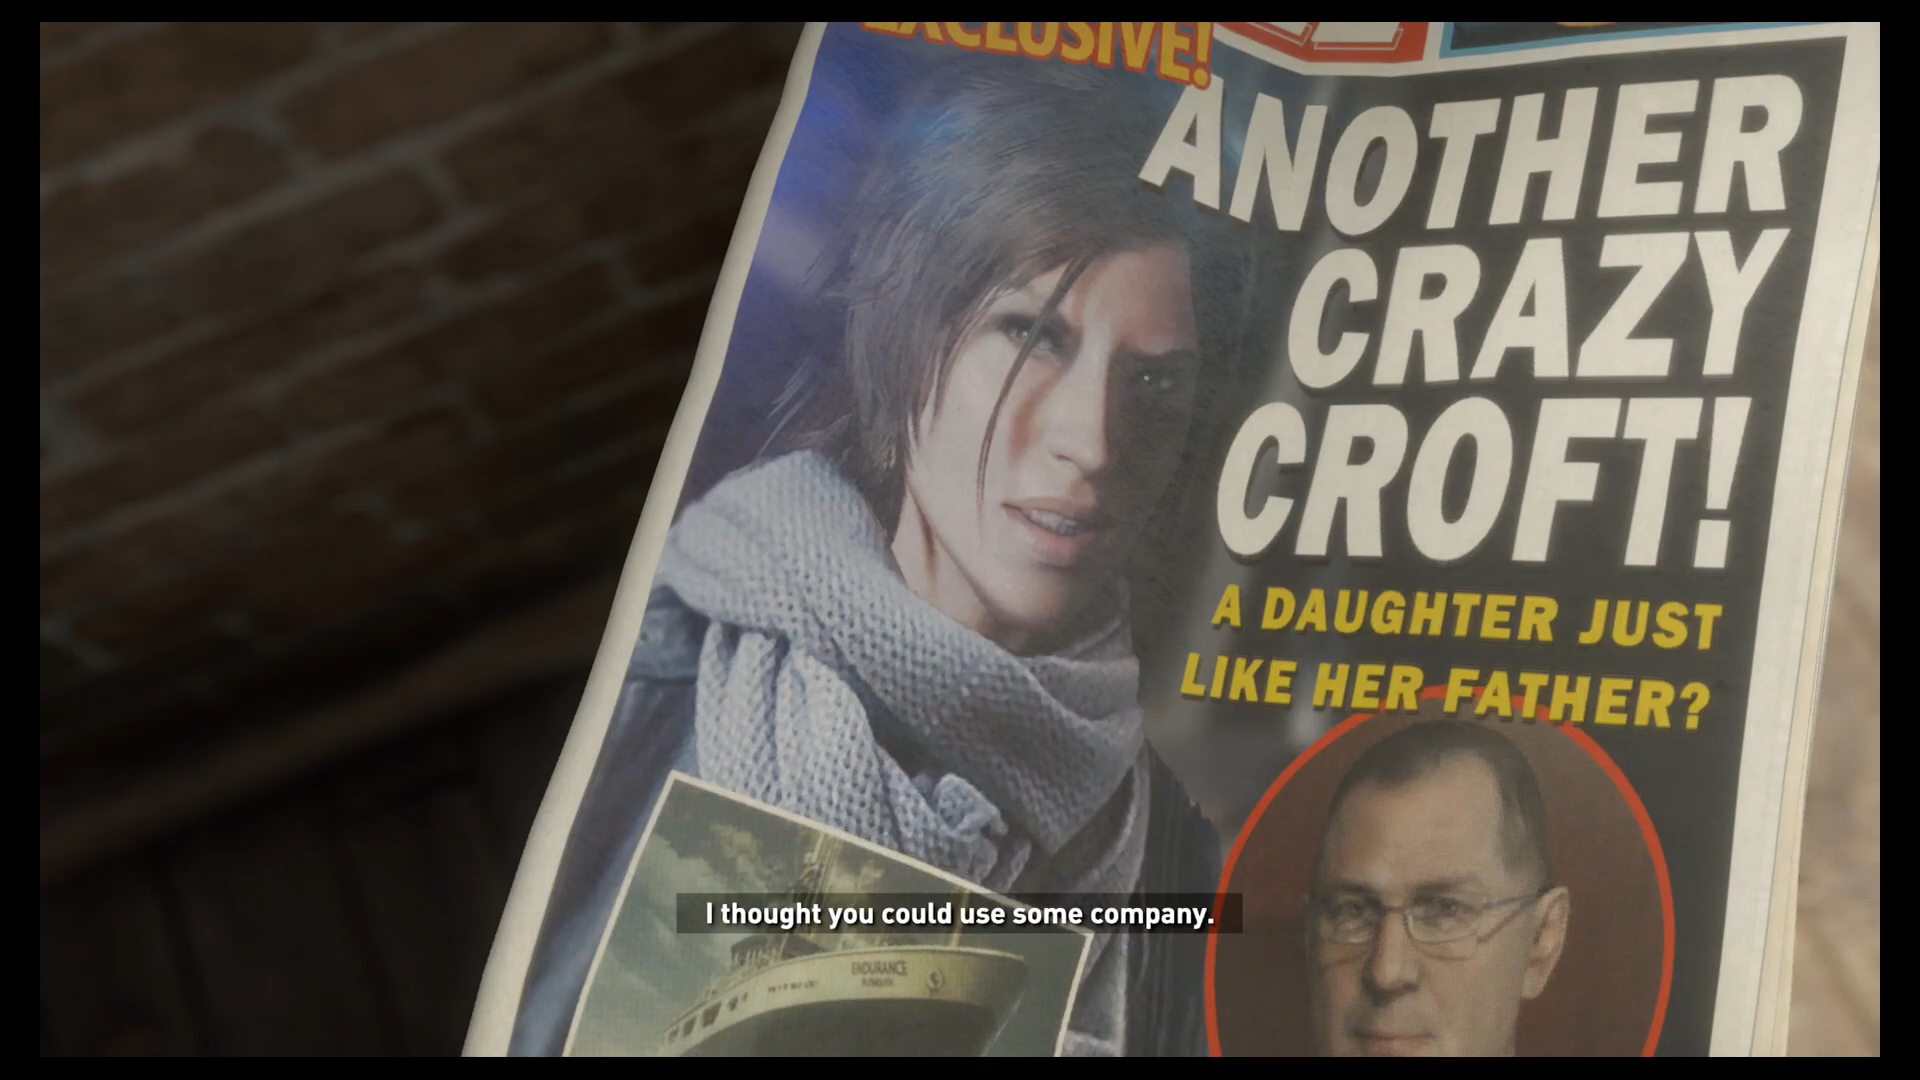 EXCLUSIVE!
ANOTHER
CRAZY
CROFT!
A DAUGHTER JUST
LIKE HER FATHER?
I thought you could use some company.
ENDURANCE